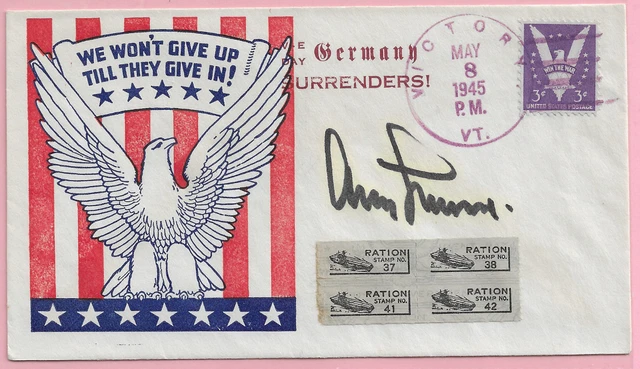 WE WON'T GIVE UP
TILL THEY GIVE IN!
Germany
SURRENDERS!
VICTORY
MAY
8
1945
P.M.
VT.
WIN THE WAR
3¢ 3¢
UNITED STATES POSTAGE
RATION
STAMP NO.
37
RATION
STAMP NO.
38
RATION
STAMP NO.
41
RATION
STAMP NO.
42